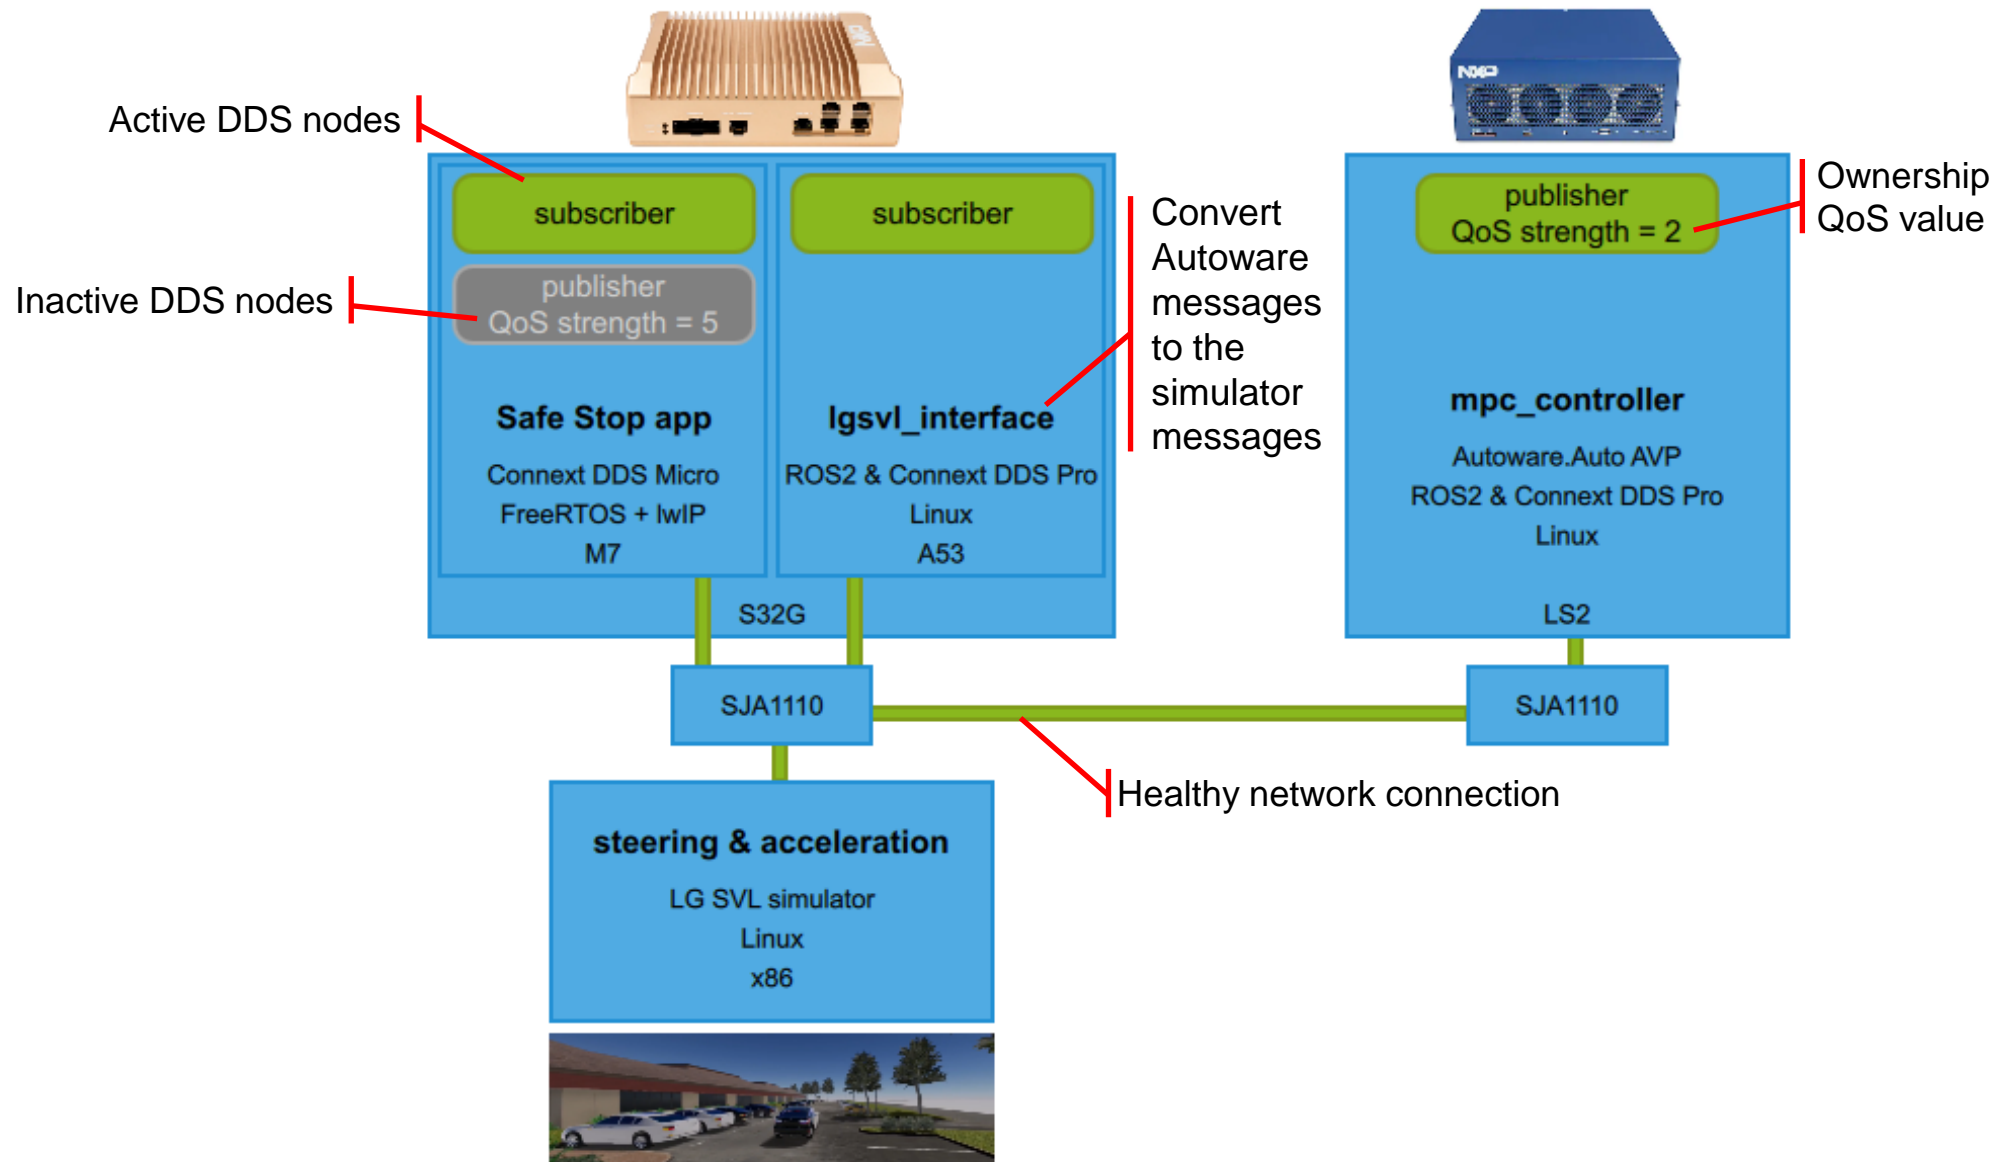 NXP
NXP
Active DDS nodes
subscriber
subscriber
publisher
QoS strength = 2
Ownership
QoS value
Convert
Autoware
messages
to the
simulator
messages
Inactive DDS nodes
publisher
QoS strength = 5
Safe Stop app
Connext DDS Micro
FreeRTOS + lwIP
M7
lgsvl_interface
ROS2 & Connext DDS Pro
Linux
A53
mpc_controller
Autoware.Auto AVP
ROS2 & Connext DDS Pro
Linux
S32G
LS2
SJA1110
SJA1110
Healthy network connection
steering & acceleration
LG SVL simulator
Linux
x86